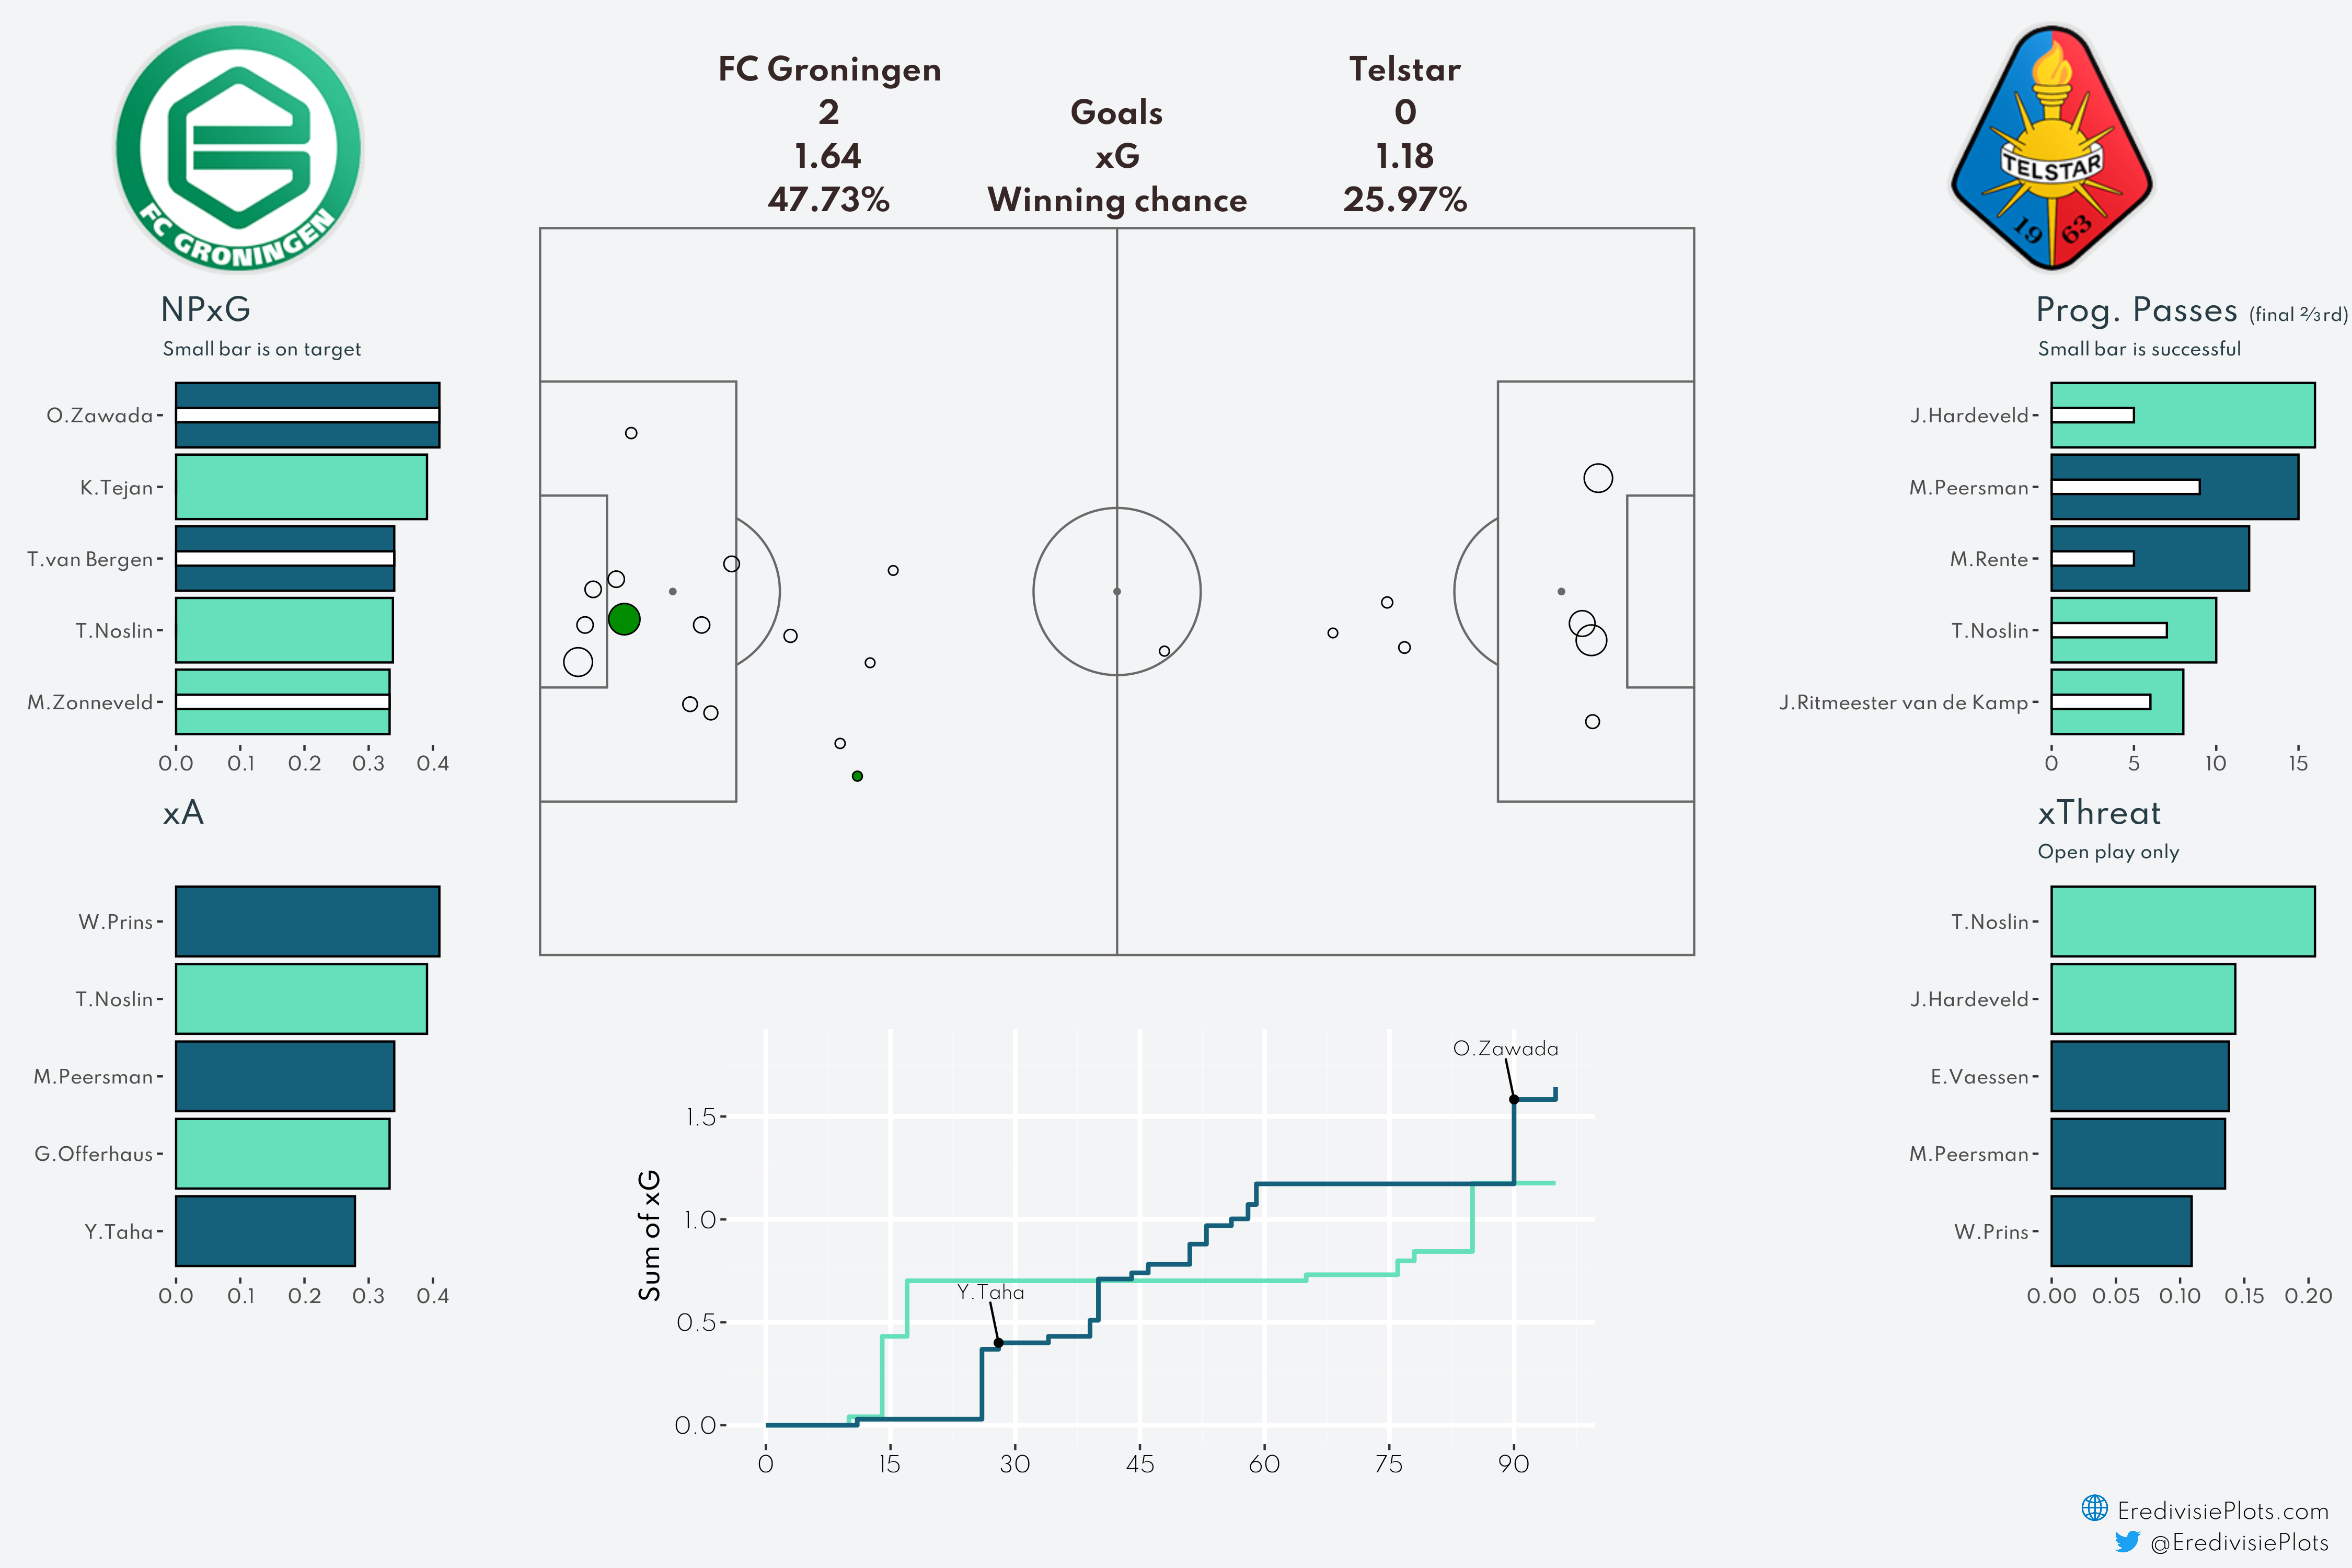 FC Groningen Telstar
2 Goals 0
1.64 xG 1.18
47.73% Winning chance 25.97%
FC GRONINGEN
TELSTAR
19 63
NPxG
Small bar is on target
O.Zawada
K.Tejan
T.van Bergen
T.Noslin
M.Zonneveld
0.0 0.1 0.2 0.3 0.4
xA
W.Prins
T.Noslin
M.Peersman
G.Offerhaus
Y.Taha
0.0 0.1 0.2 0.3 0.4
Sum of xG
1.5
1.0
0.5
0.0
O.Zawada
Y.Taha
0 15 30 45 60 75 90
Prog. Passes (final ⅔rd)
Small bar is successful
J.Hardeveld
M.Peersman
M.Rente
T.Noslin
J.Ritmeester van de Kamp
0 5 10 15
xThreat
Open play only
T.Noslin
J.Hardeveld
E.Vaessen
M.Peersman
W.Prins
0.00 0.05 0.10 0.15 0.20
EredivisiePlots.com
@EredivisiePlots